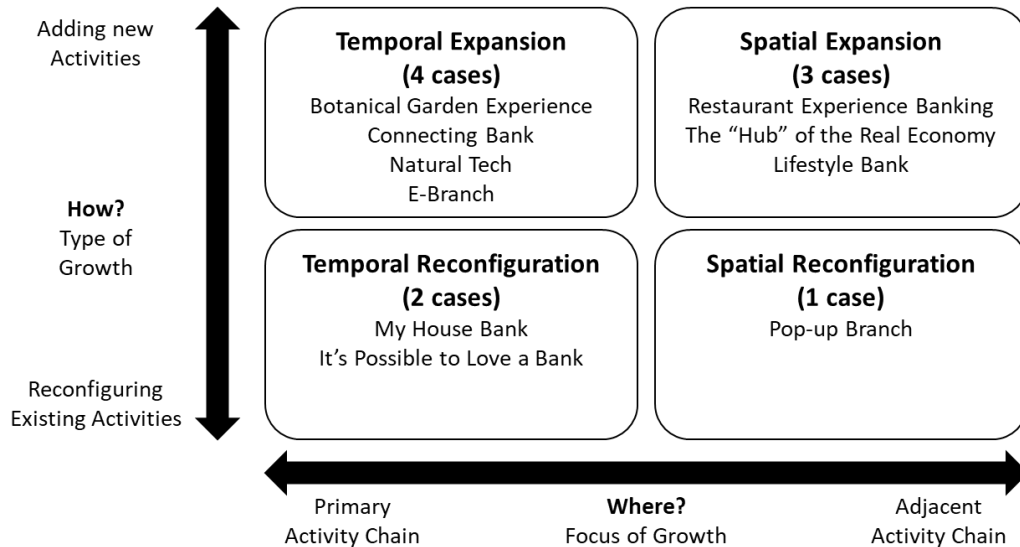 Adding new
Activities
How?
Type of
Growth
Reconfiguring
Existing Activities
Temporal Expansion
(4 cases)
Botanical Garden Experience
Connecting Bank
Natural Tech
E-Branch
Spatial Expansion
(3 cases)
Restaurant Experience Banking
The “Hub” of the Real Economy
Lifestyle Bank
Temporal Reconfiguration
(2 cases)
My House Bank
It’s Possible to Love a Bank
Spatial Reconfiguration
(1 case)
Pop-up Branch
Primary
Activity Chain
Where?
Focus of Growth
Adjacent
Activity Chain